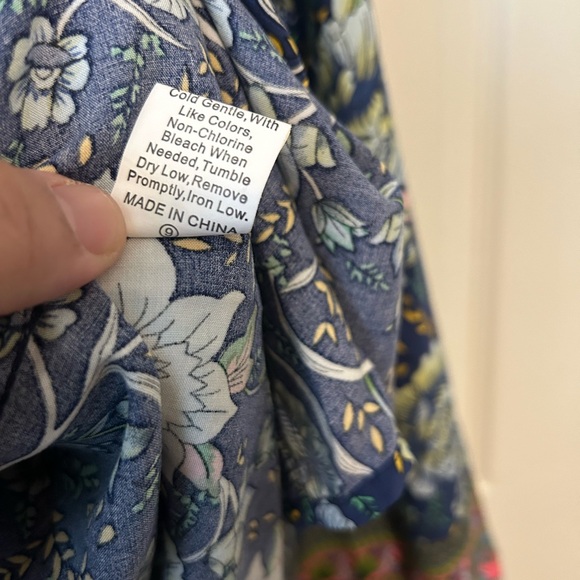 Cold Gentle, With
Like Colors,
Non-Chlorine
Bleach When
Needed, Tumble
Dry Low, Remove
Promptly, Iron Low.
MADE IN CHINA
9